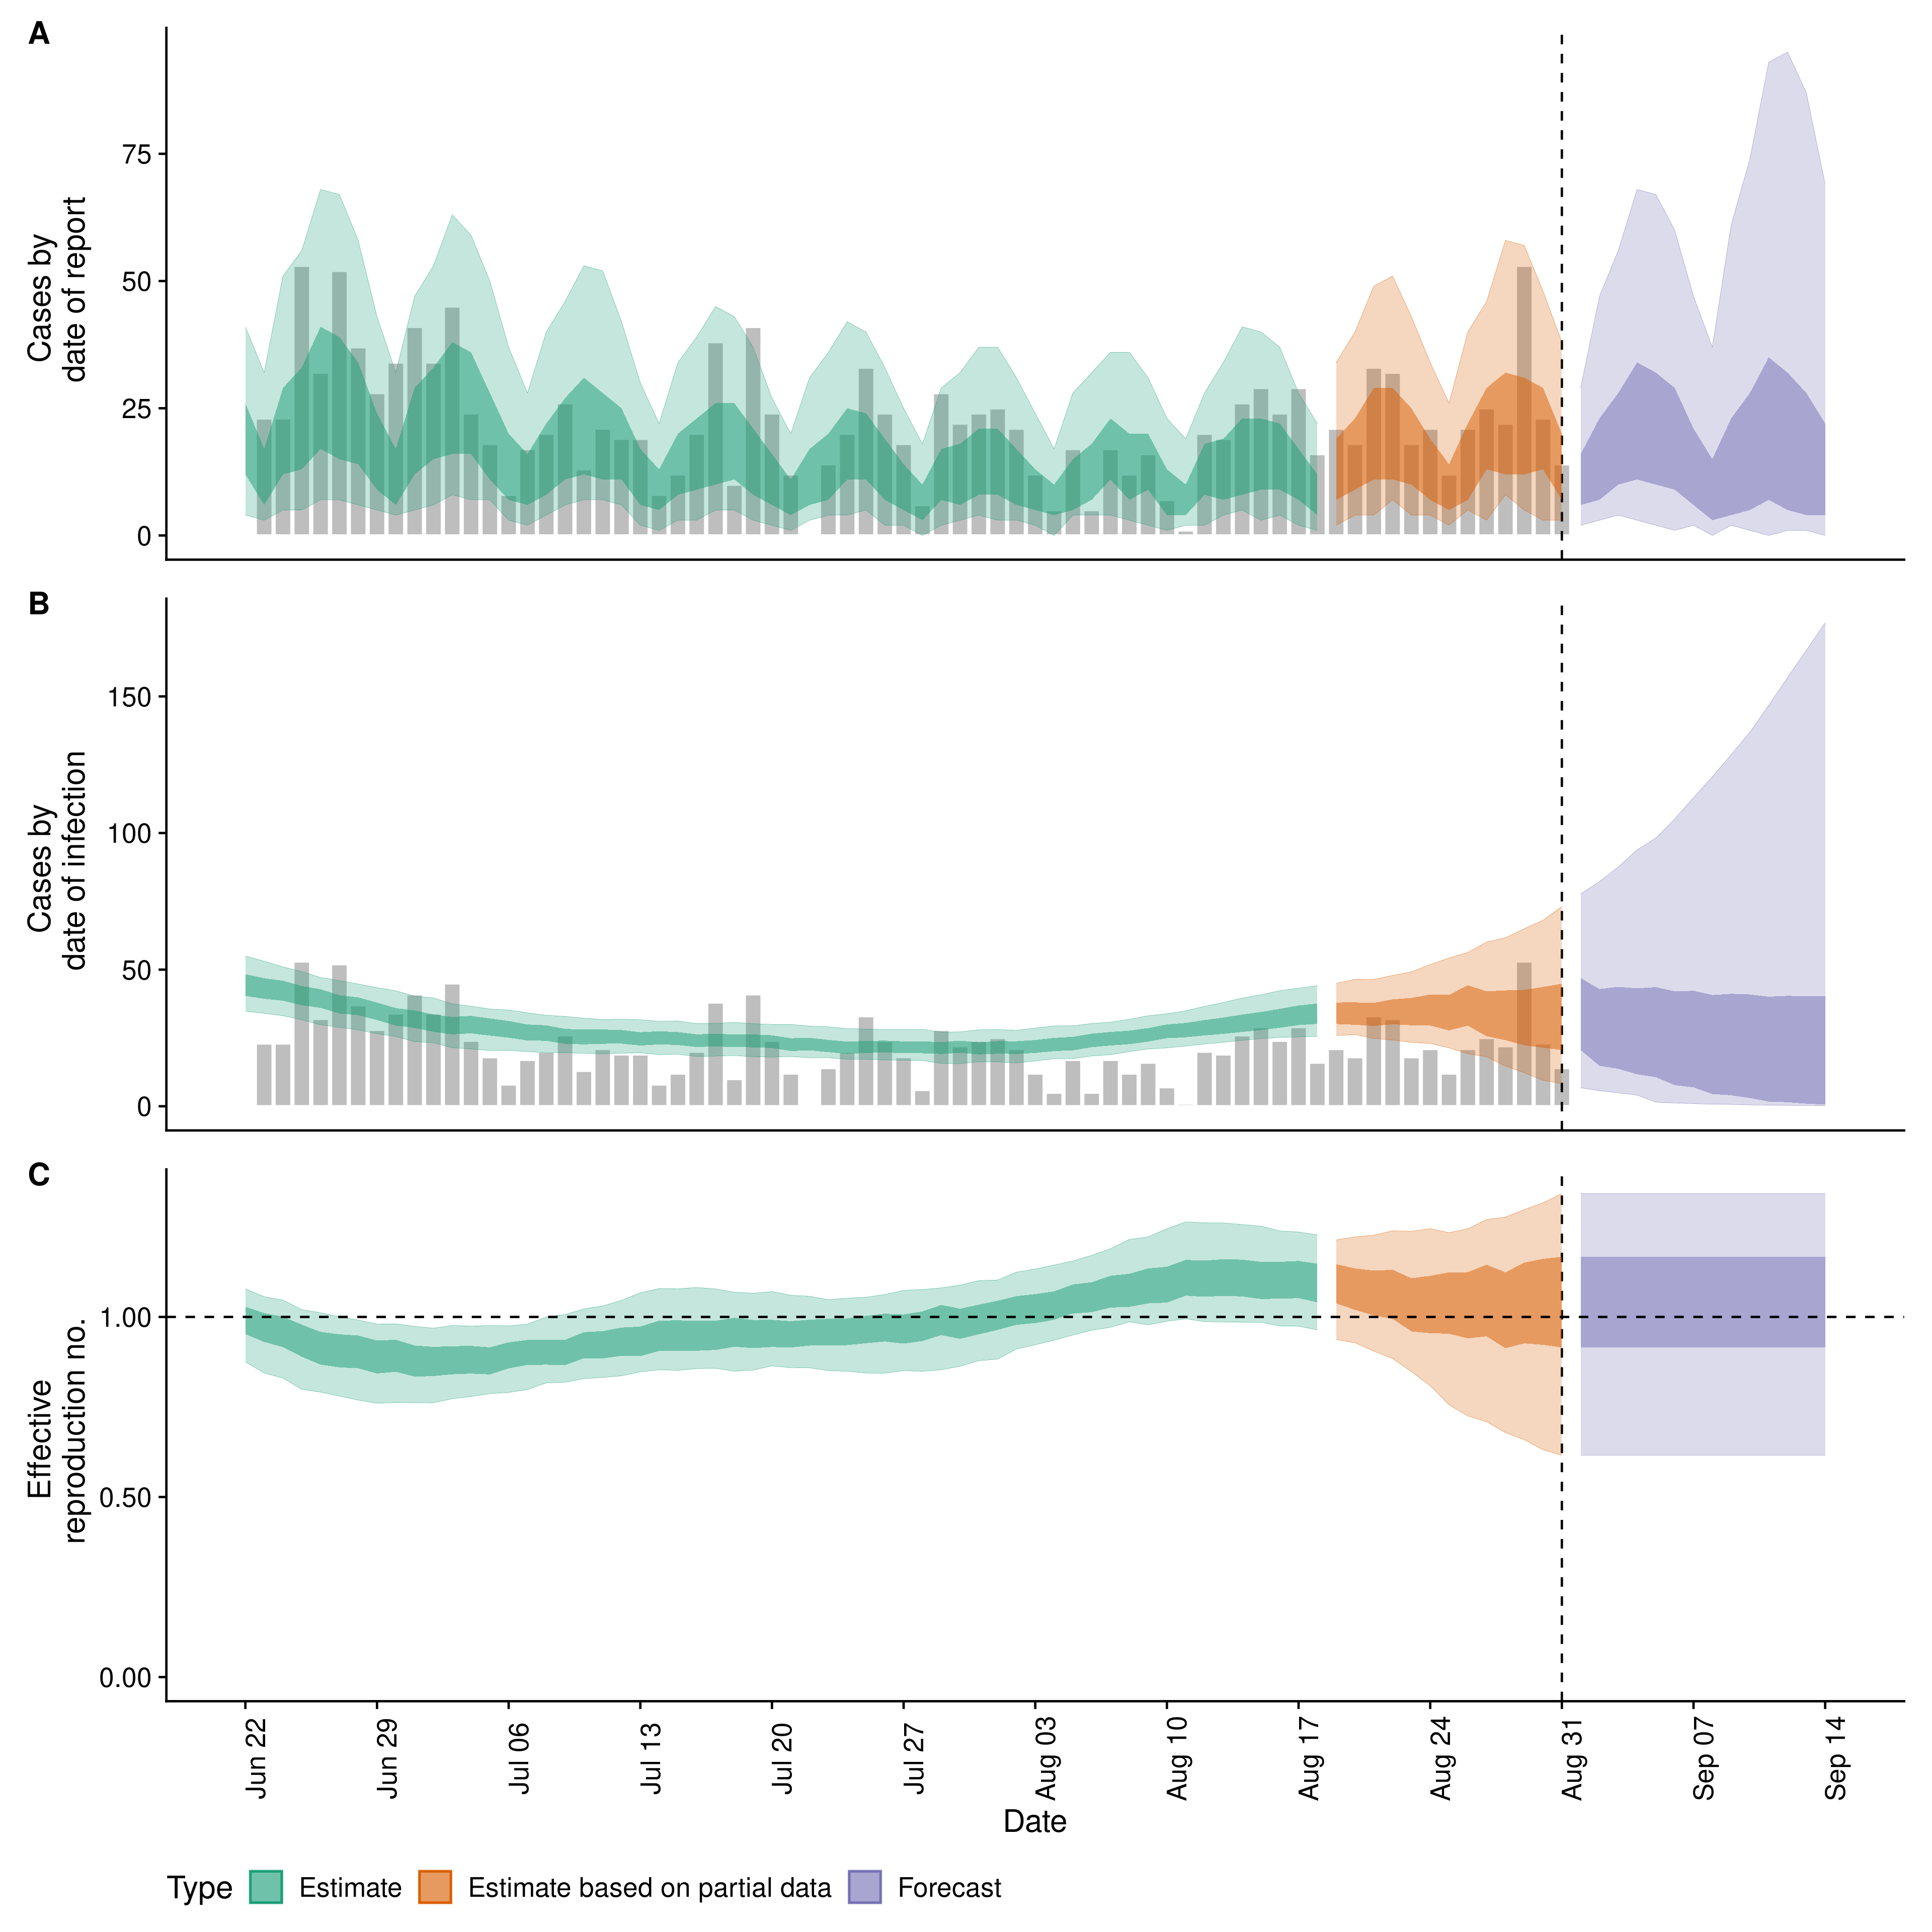 A
Cases by
date of report
75
50
25
0
B
Cases by
date of infection
150
100
50
0
C
Effective
reproduction no.
1.00
0.50
0.00
Jun 22
Jun 29
Jul 06
Jul 13
Jul 20
Jul 27
Aug 03
Aug 10
Aug 17
Aug 24
Aug 31
Sep 07
Sep 14
Date
Type
Estimate
Estimate based on partial data
Forecast